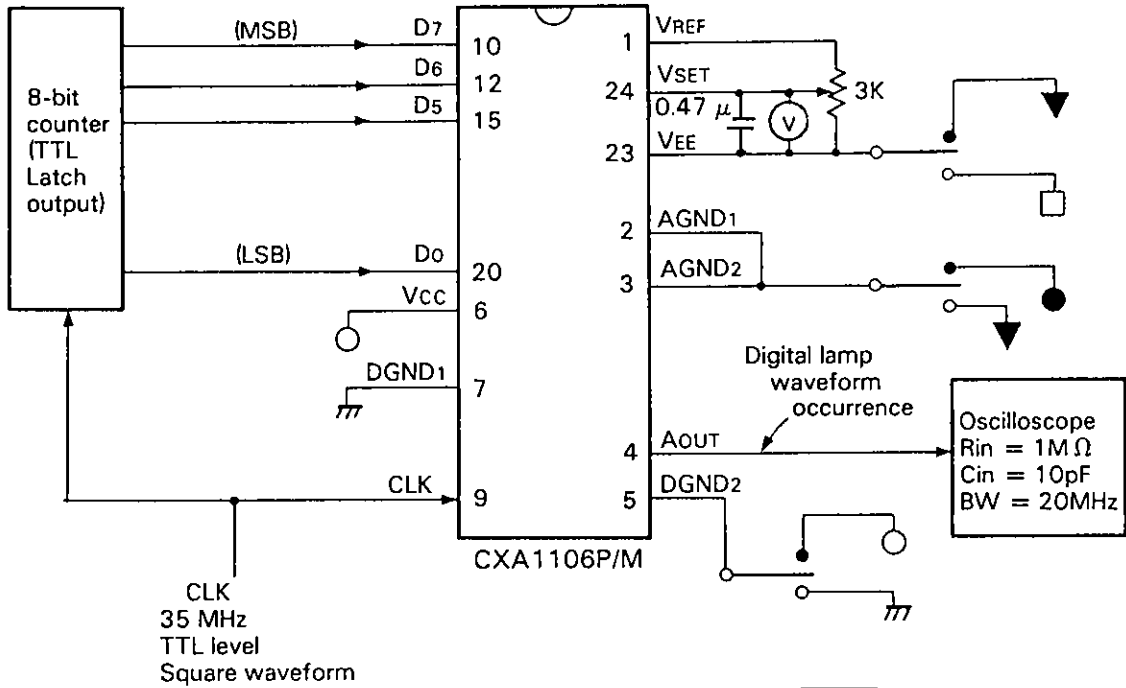 8-bit
counter
(TTL
Latch
output)
(MSB)
D7
10
D6
12
D5
15
(LSB)
D0
20
VCC
6
DGND1
7
CLK
9
CLK
35 MHz
TTL level
Square waveform
VREF
1
VSET
24
0.47 μ
V
3K
VEE
23
AGND1
2
AGND2
3
Digital lamp
waveform
occurrence
AOUT
4
DGND2
5
CXA1106P/M
Oscilloscope
Rin = 1MΩ
Cin = 10pF
BW = 20MHz